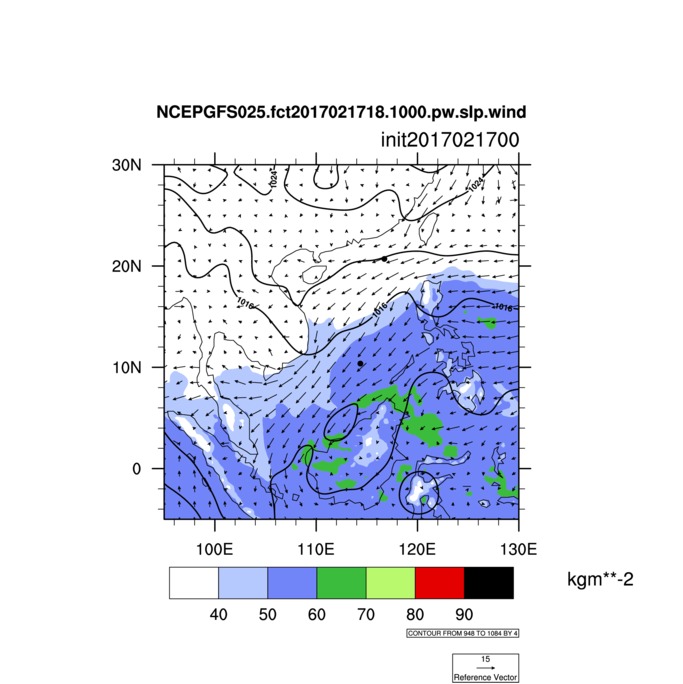 NCEPGFS025.fct2017021718.1000.pw.slp.wind
init2017021700
30N
1024
1024
20N
1016
1016
1016
10N
0
100E 110E 120E 130E
kgm**-2
40 50 60 70 80 90
CONTOUR FROM 948 TO 1084 BY 4
15
Reference Vector